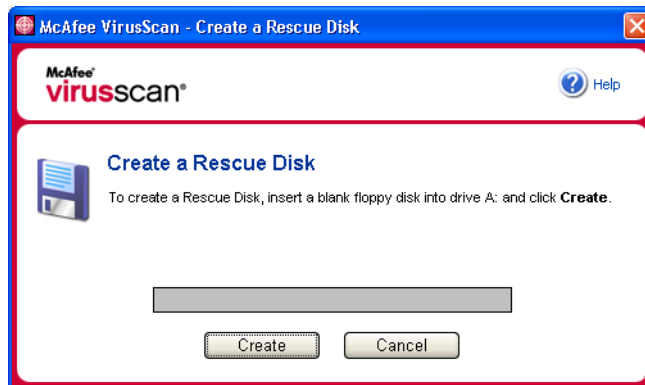 McAfee VirusScan - Create a Rescue Disk
McAfee®
virusscan®
? Help
Create a Rescue Disk
To create a Rescue Disk, insert a blank floppy disk into drive A: and click Create.
Create Cancel